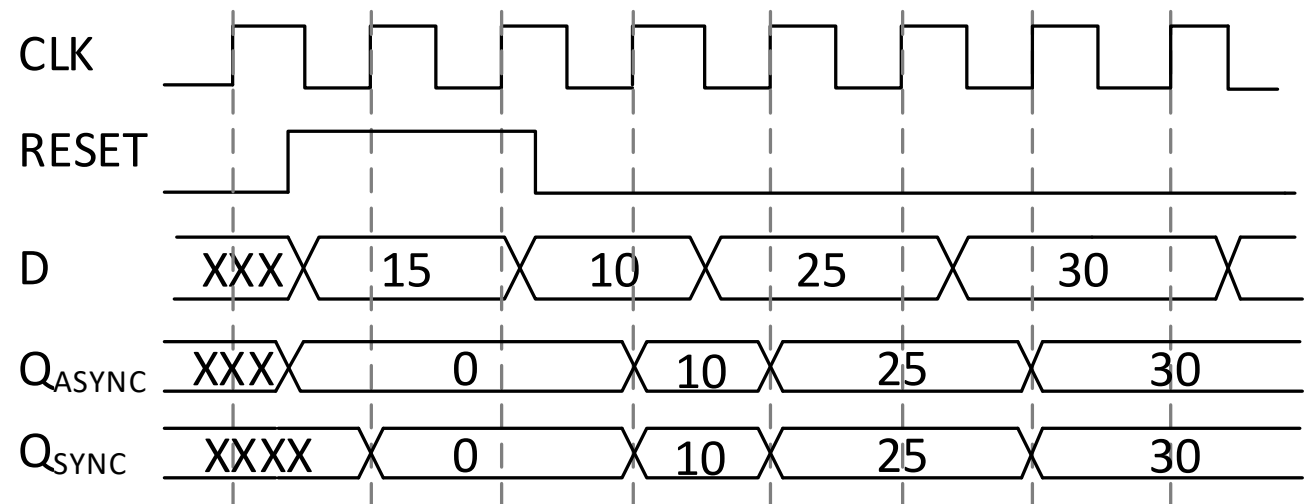 CLK
RESET
D XXX 15 10 25 30
QASYNC XXX 0 10 25 30
QSYNC XXXX 0 10 25 30